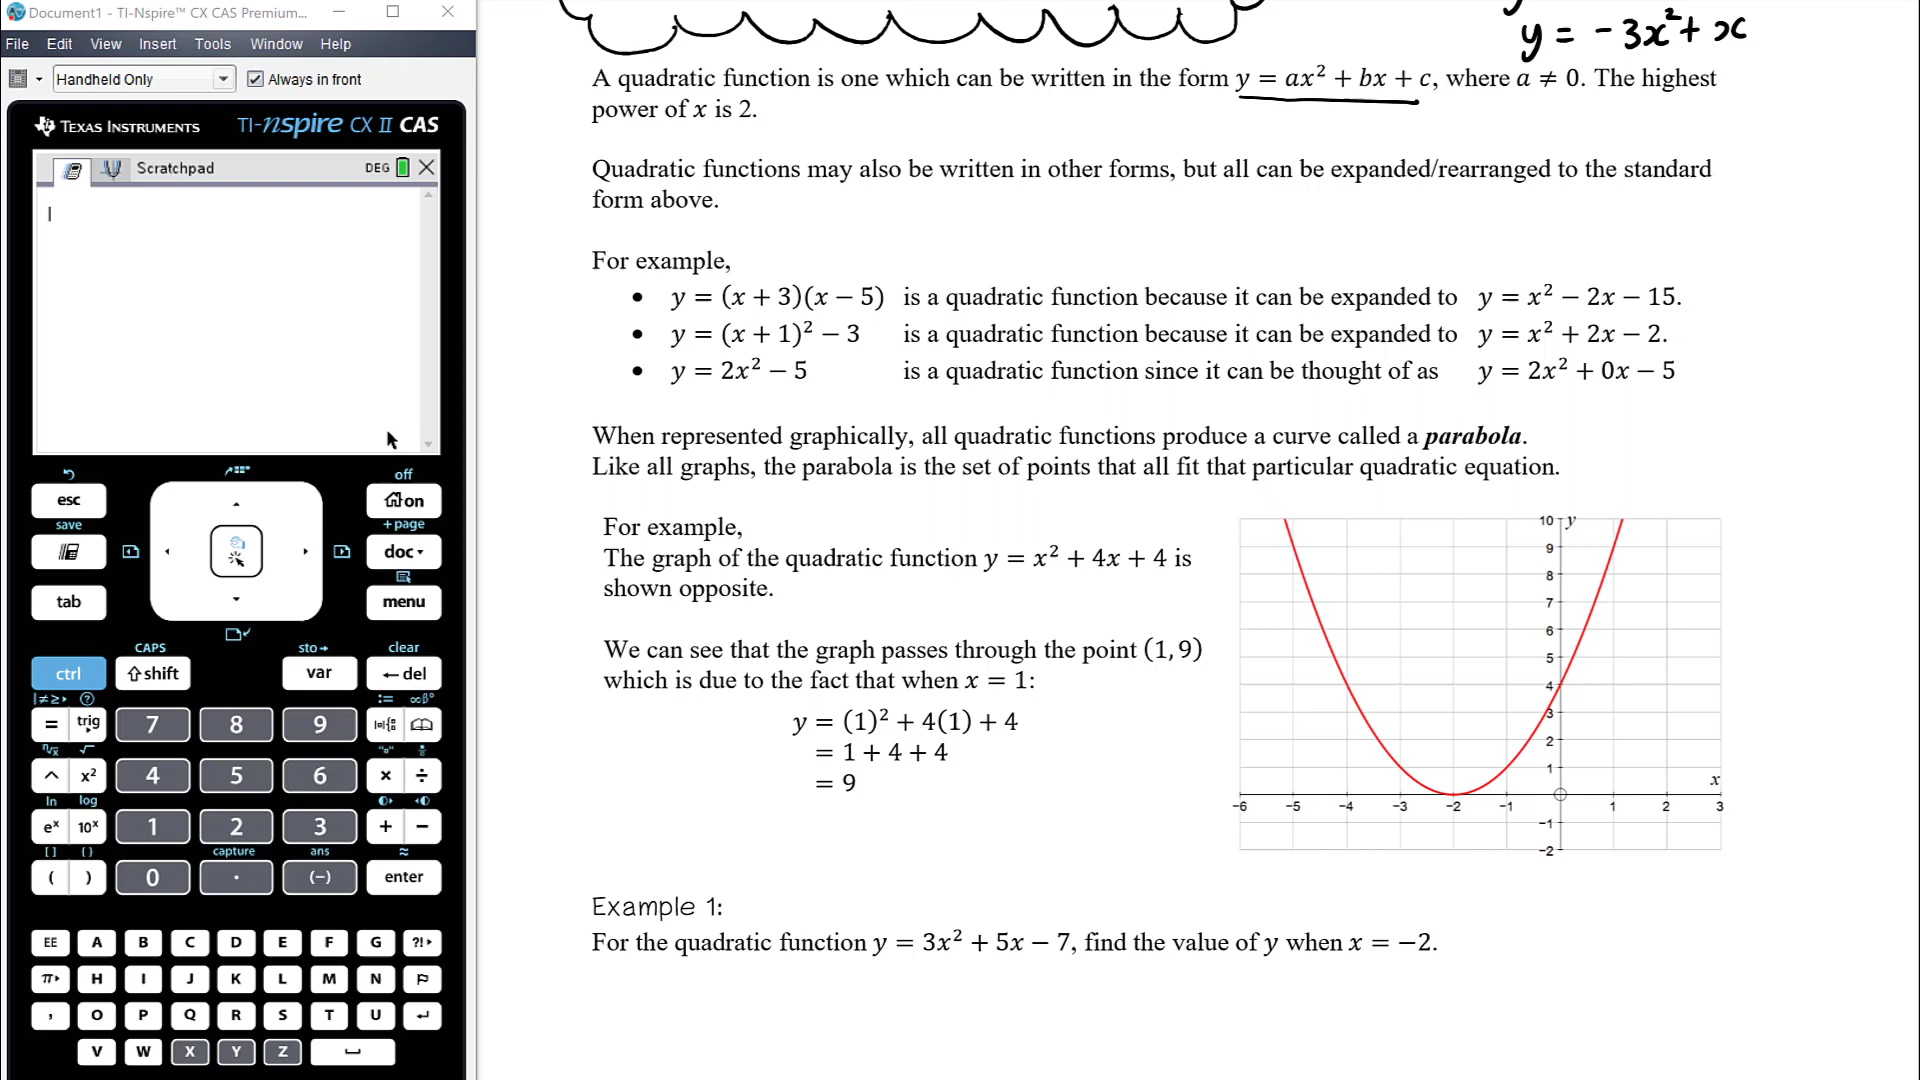 Document1 - TI-Nspire™ CX CAS Premium...
File Edit View Insert Tools Window Help
Handheld Only Always in front
TEXAS INSTRUMENTS TI-nspire CX II CAS
Scratchpad DEG
off
esc on
save + page
doc
tab menu
CAPS sto→ clear
ctrl ⇧shift var ←del
|≠≥▸ ? := ∞β°
= trig 7 8 9
ⁿ√x √
^ x² 4 5 6 × ÷
ln log
eˣ 10ˣ 1 2 3 + −
[ ] { } capture ans ≈
( ) 0 . (−) enter
EE A B C D E F G ?!▸
π▸ H I J K L M N
, O P Q R S T U ↵
V W X Y Z
y = -3x² + x
A quadratic function is one which can be written in the form y = ax² + bx + c, where a ≠ 0. The highest
power of x is 2.
Quadratic functions may also be written in other forms, but all can be expanded/rearranged to the standard
form above.
For example,
• y = (x + 3)(x − 5) is a quadratic function because it can be expanded to y = x² − 2x − 15.
• y = (x + 1)² − 3 is a quadratic function because it can be expanded to y = x² + 2x − 2.
• y = 2x² − 5 is a quadratic function since it can be thought of as y = 2x² + 0x − 5
When represented graphically, all quadratic functions produce a curve called a parabola.
Like all graphs, the parabola is the set of points that all fit that particular quadratic equation.
For example,
The graph of the quadratic function y = x² + 4x + 4 is
shown opposite.
We can see that the graph passes through the point (1, 9)
which is due to the fact that when x = 1:
y = (1)² + 4(1) + 4
= 1 + 4 + 4
= 9
10 y
9
8
7
6
5
4
3
2
1 x
−6 −5 −4 −3 −2 −1 1 2 3
−1
−2
Example 1:
For the quadratic function y = 3x² + 5x − 7, find the value of y when x = −2.